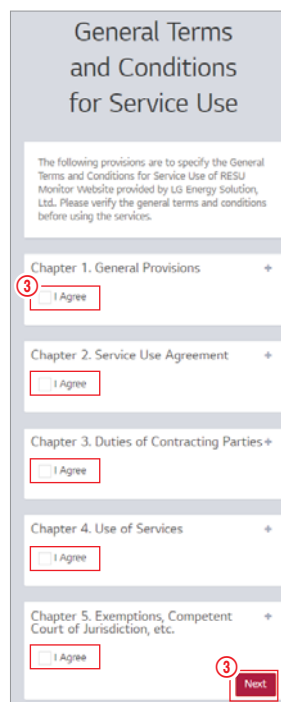 General Terms
and Conditions
for Service Use
The following provisions are to specify the General
Terms and Conditions for Service Use of RESU
Monitor Website provided by LG Energy Solution,
Ltd. Please verify the general terms and conditions
before using the services.
Chapter 1. General Provisions +
③
I Agree
Chapter 2. Service Use Agreement +
I Agree
Chapter 3. Duties of Contracting Parties +
I Agree
Chapter 4. Use of Services +
I Agree
Chapter 5. Exemptions, Competent +
Court of Jurisdiction, etc.
I Agree
③
Next